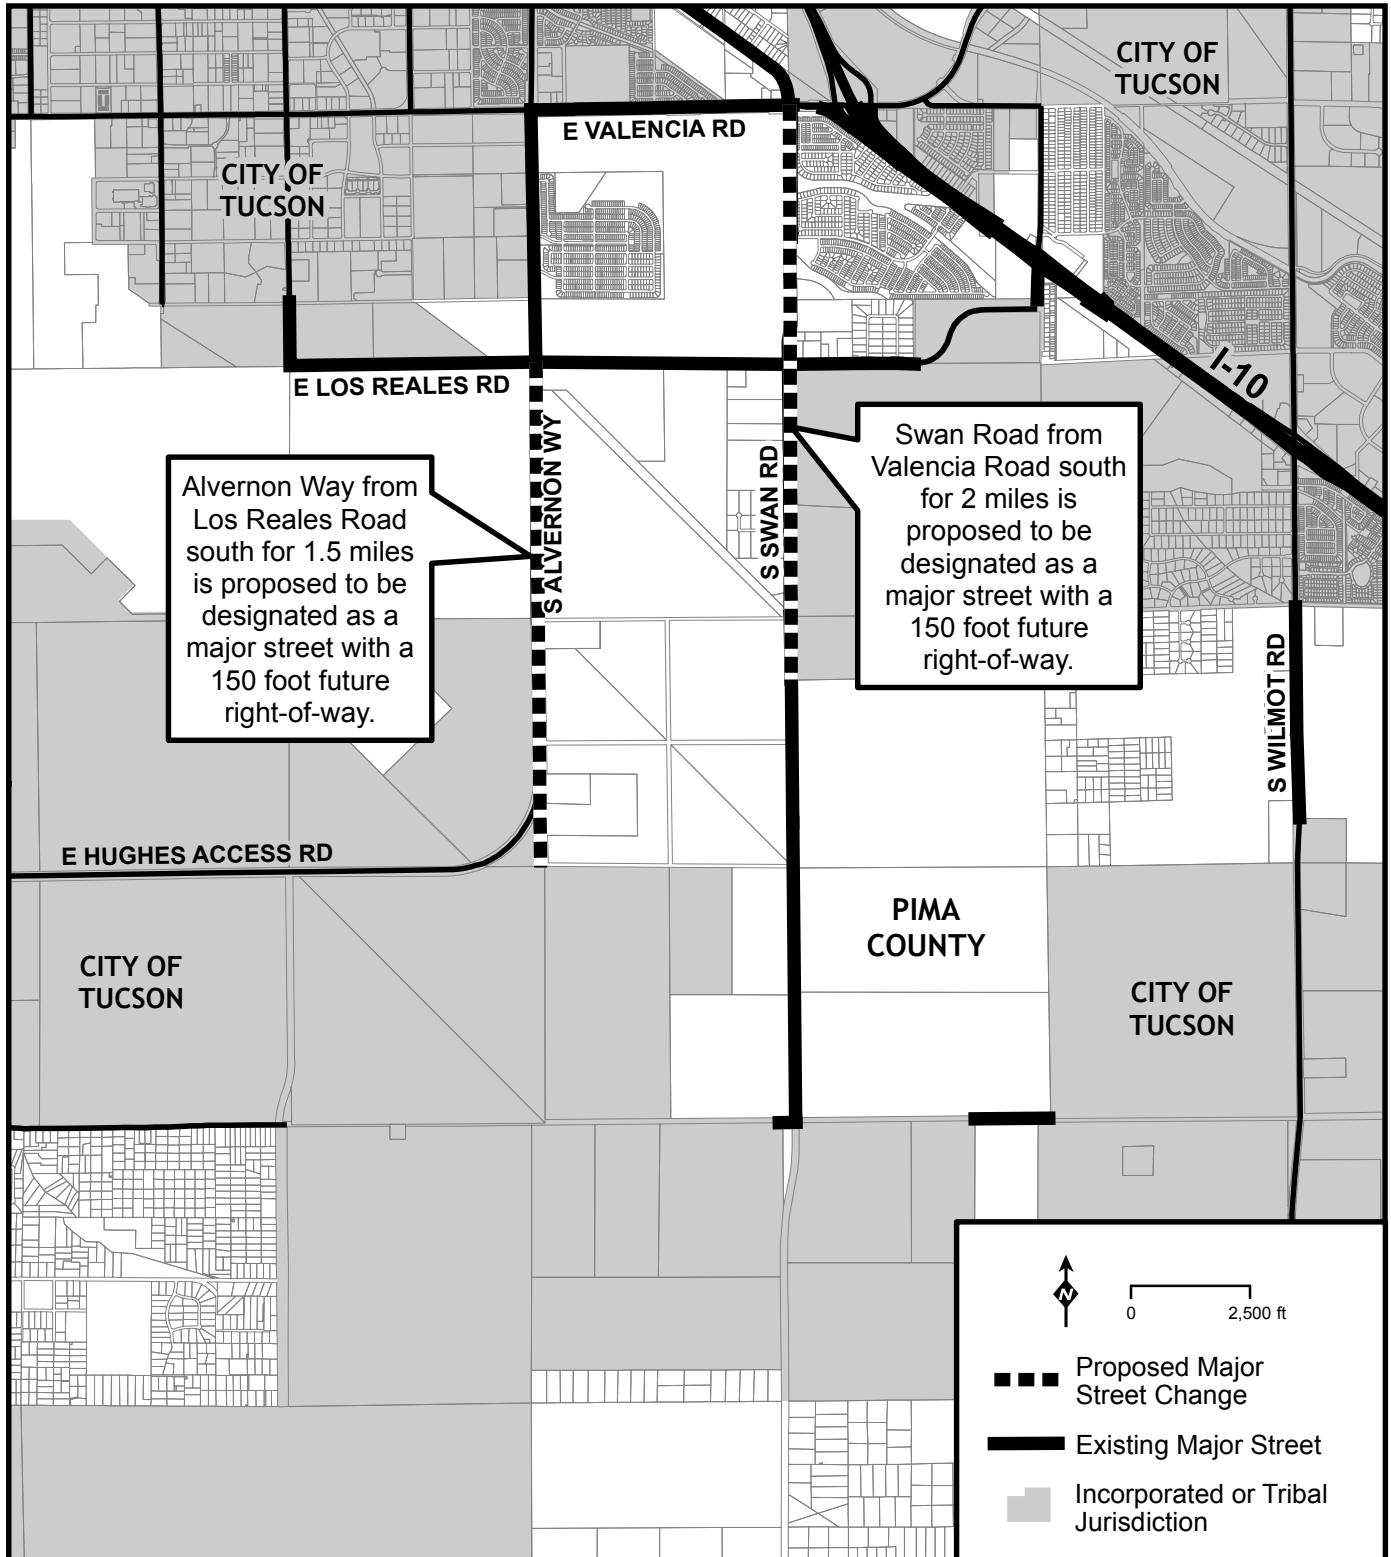 CITY OF
TUCSON
E VALENCIA RD
CITY OF
TUCSON
I-10
E LOS REALES RD
S ALVERNON WY
S SWAN RD
Swan Road from
Valencia Road south
for 2 miles is
proposed to be
designated as a
major street with a
150 foot future
right-of-way.
Alvernon Way from
Los Reales Road
south for 1.5 miles
is proposed to be
designated as a
major street with a
150 foot future
right-of-way.
S WILMOT RD
E HUGHES ACCESS RD
PIMA
COUNTY
CITY OF
TUCSON
CITY OF
TUCSON
N
0 2,500 ft
Proposed Major
Street Change
Existing Major Street
Incorporated or Tribal
Jurisdiction